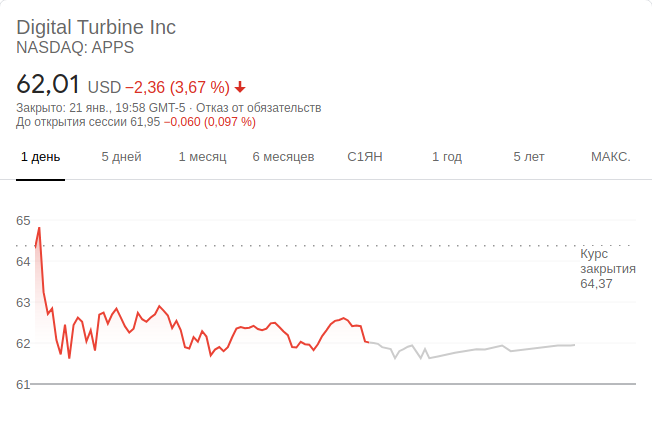 Digital Turbine Inc
NASDAQ: APPS
62,01 USD −2,36 (3,67 %)
Закрыто: 21 янв., 19:58 GMT-5 · Отказ от обязательств
До открытия сессии 61,95 −0,060 (0,097 %)
1 день 5 дней 1 месяц 6 месяцев С1ЯН 1 год 5 лет МАКС.
65
Курс
закрытия
64,37
64
63
62
61